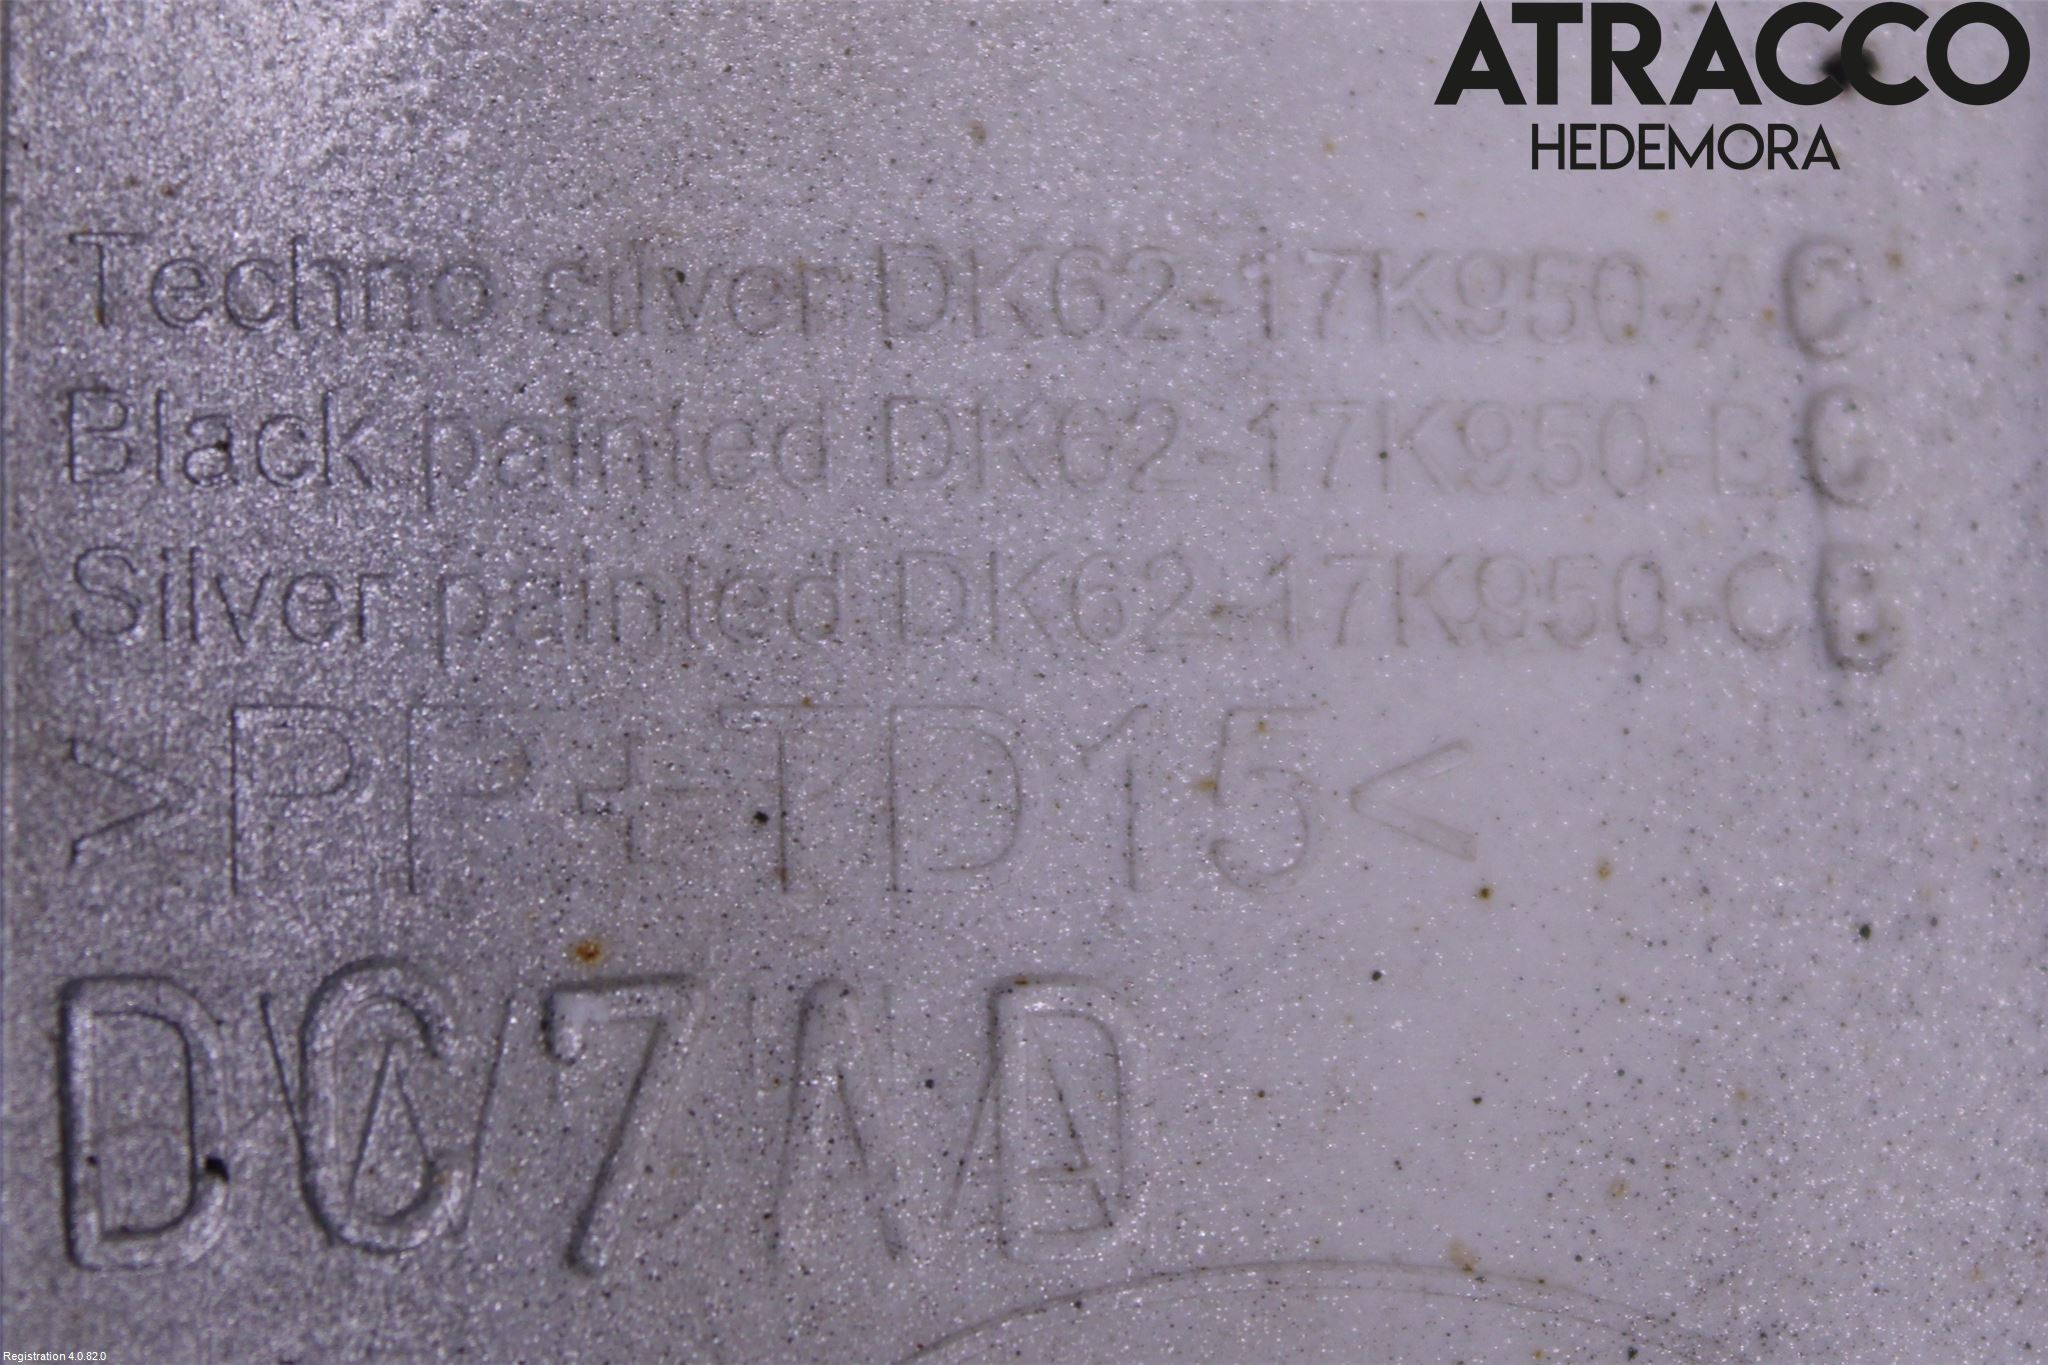 ATRACCO
HEDEMORA
Techno silver DK62-17K950-AC
Black painted DK62-17K950-BC
Silver painted DK62-17K950-CC
>PP+TD15<
Registration 4.0.82.0